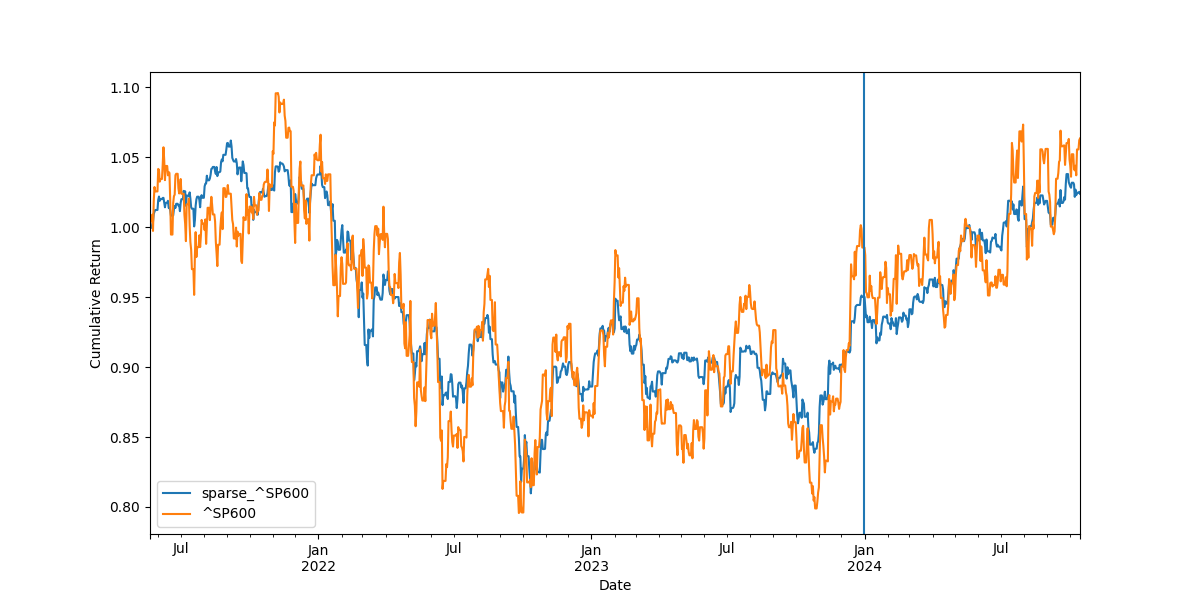 1.10
1.05
1.00
0.95
0.90
0.85
0.80
Cumulative Return
sparse_^SP600
^SP600
Jul
Jan
2022
Jul
Jan
2023
Jul
Jan
2024
Jul
Date